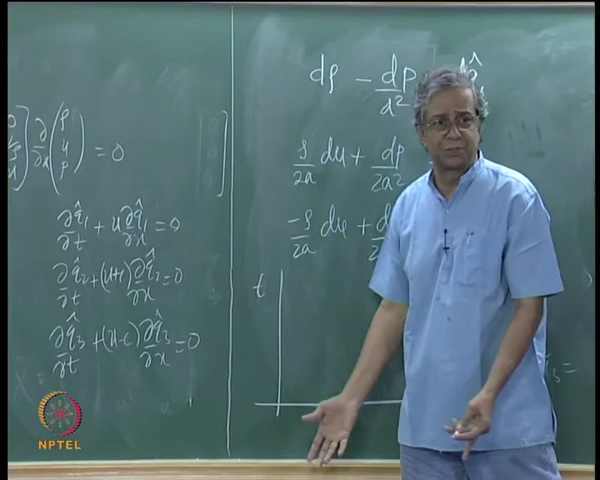 ∂/∂x (ρ u p) = 0
∂q̂₁/∂t + u ∂q̂₁/∂x = 0
∂q̂₂/∂t + (u+c) ∂q̂₂/∂x = 0
∂q̂₃/∂t + (u-c) ∂q̂₃/∂x = 0
dρ - dp/a²
ρ/2a du + dp/2a²
-ρ/2a du +
t
NPTEL